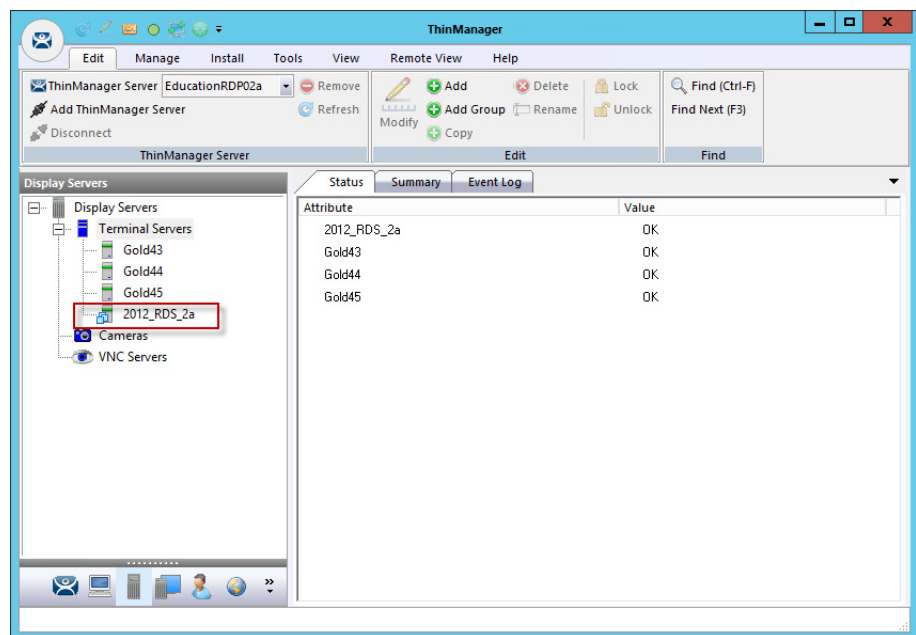 ThinManager
Edit Manage Install Tools View Remote View Help
ThinManager Server EducationRDP02a
Add ThinManager Server
Disconnect
Remove
Refresh
ThinManager Server
Modify
Add
Add Group
Copy
Delete
Rename
Lock
Unlock
Edit
Find (Ctrl-F)
Find Next (F3)
Find
Display Servers
Display Servers
Terminal Servers
Gold43
Gold44
Gold45
2012_RDS_2a
Cameras
VNC Servers
Status Summary Event Log
Attribute Value
2012_RDS_2a OK
Gold43 OK
Gold44 OK
Gold45 OK